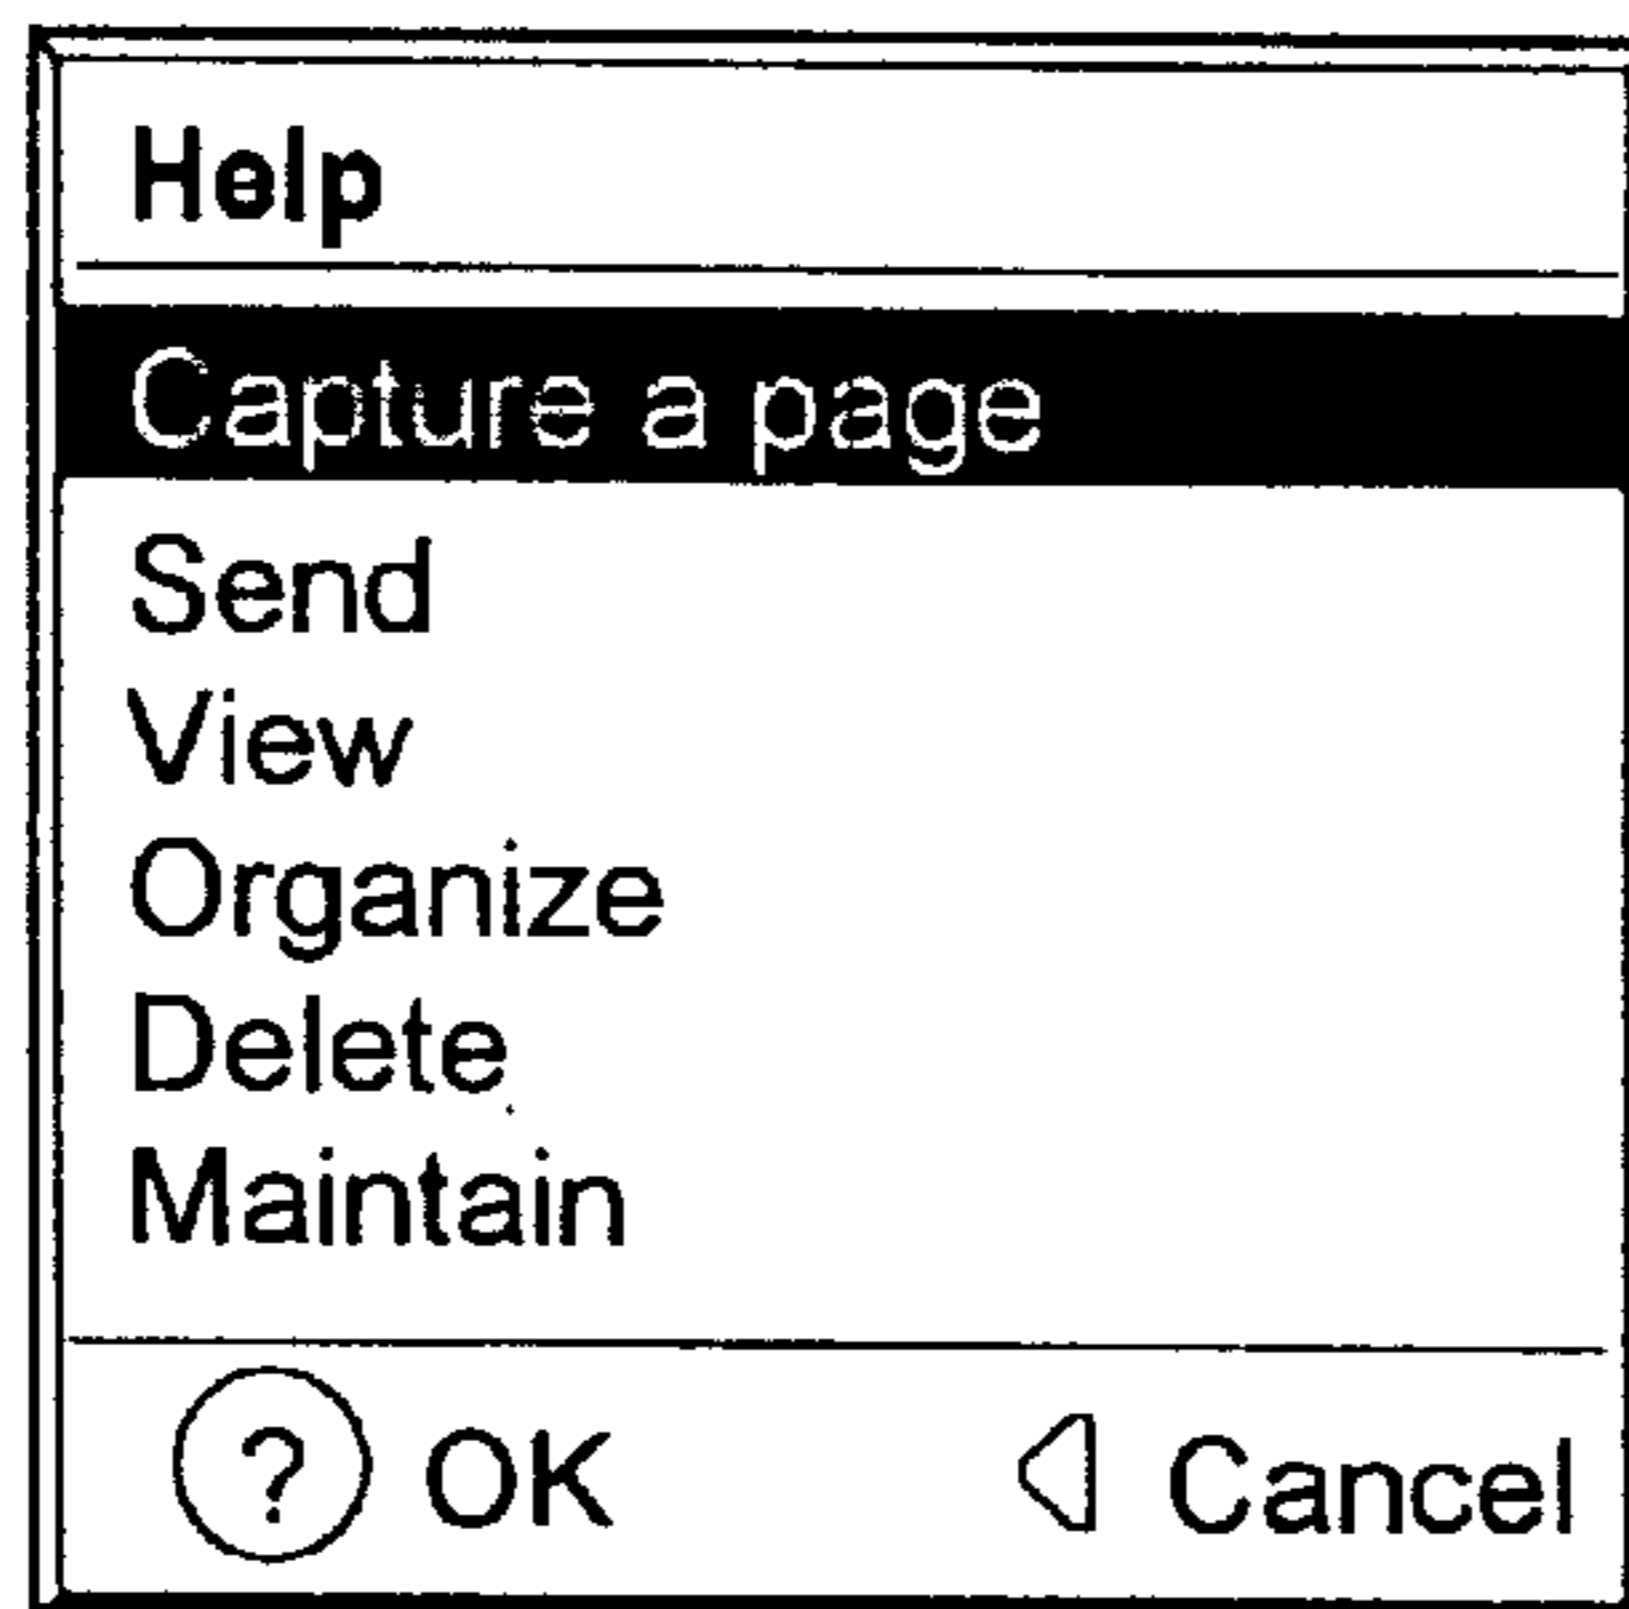 Help
Capture a page
Send
View
Organize
Delete
Maintain
? OK Cancel